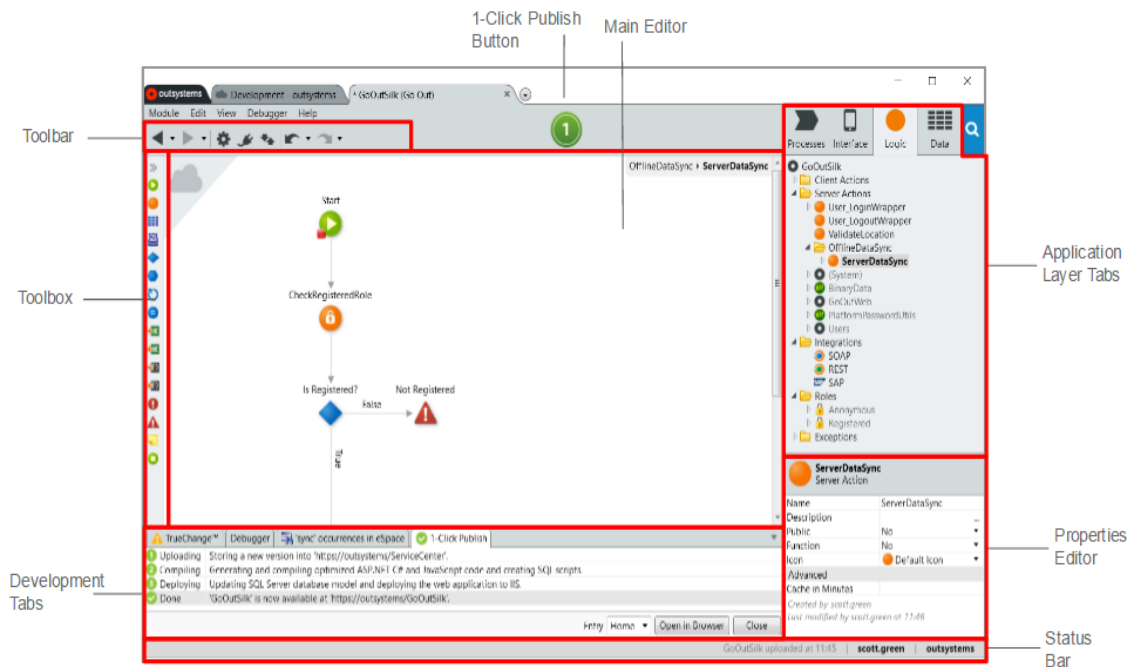 1-Click Publish
Button
Main Editor
outsystems
Development - outsystems
* GoOutSilk (Go Out)
Module Edit View Debugger Help
Toolbar
1
Processes Interface Logic Data
OfflineDataSync ▸ ServerDataSync
GoOutSilk
Client Actions
Server Actions
User_LoginWrapper
User_LogoutWrapper
ValidateLocation
OfflineDataSync
ServerDataSync
(System)
BinaryData
GoOutWeb
PlatformPasswordUtils
Users
Integrations
SOAP
REST
SAP
Roles
Anonymous
Registered
Exceptions
Application
Layer Tabs
Start
CheckRegisteredRole
Toolbox
SQL
Is Registered?
Not Registered
False
True
ServerDataSync
Server Action
Name ServerDataSync
Description ...
Public No
Function No
Icon Default Icon
Advanced
Cache in Minutes
Created by scott.green
Last modified by scott.green at 11:46
Properties
Editor
TrueChange™ Debugger 'sync' occurrences in eSpace 1-Click Publish
1 Uploading Storing a new version into 'https://outsystems/ServiceCenter'.
2 Compiling Generating and compiling optimized ASP.NET C# and JavaScript code and creating SQL scripts.
3 Deploying Updating SQL Server database model and deploying the web application to IIS.
Done 'GoOutSilk' is now available at 'https://outsystems/GoOutSilk'.
Development
Tabs
Entry Home Open in Browser Close
GoOutSilk uploaded at 11:45 | scott.green | outsystems
Status
Bar